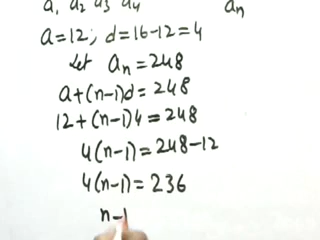 a, a2 a3 a4 an
a=12; d=16-12=4
Let an=248
a+(n-1)d=248
12+(n-1)4=248
4(n-1)=248-12
4(n-1)=236
n-1